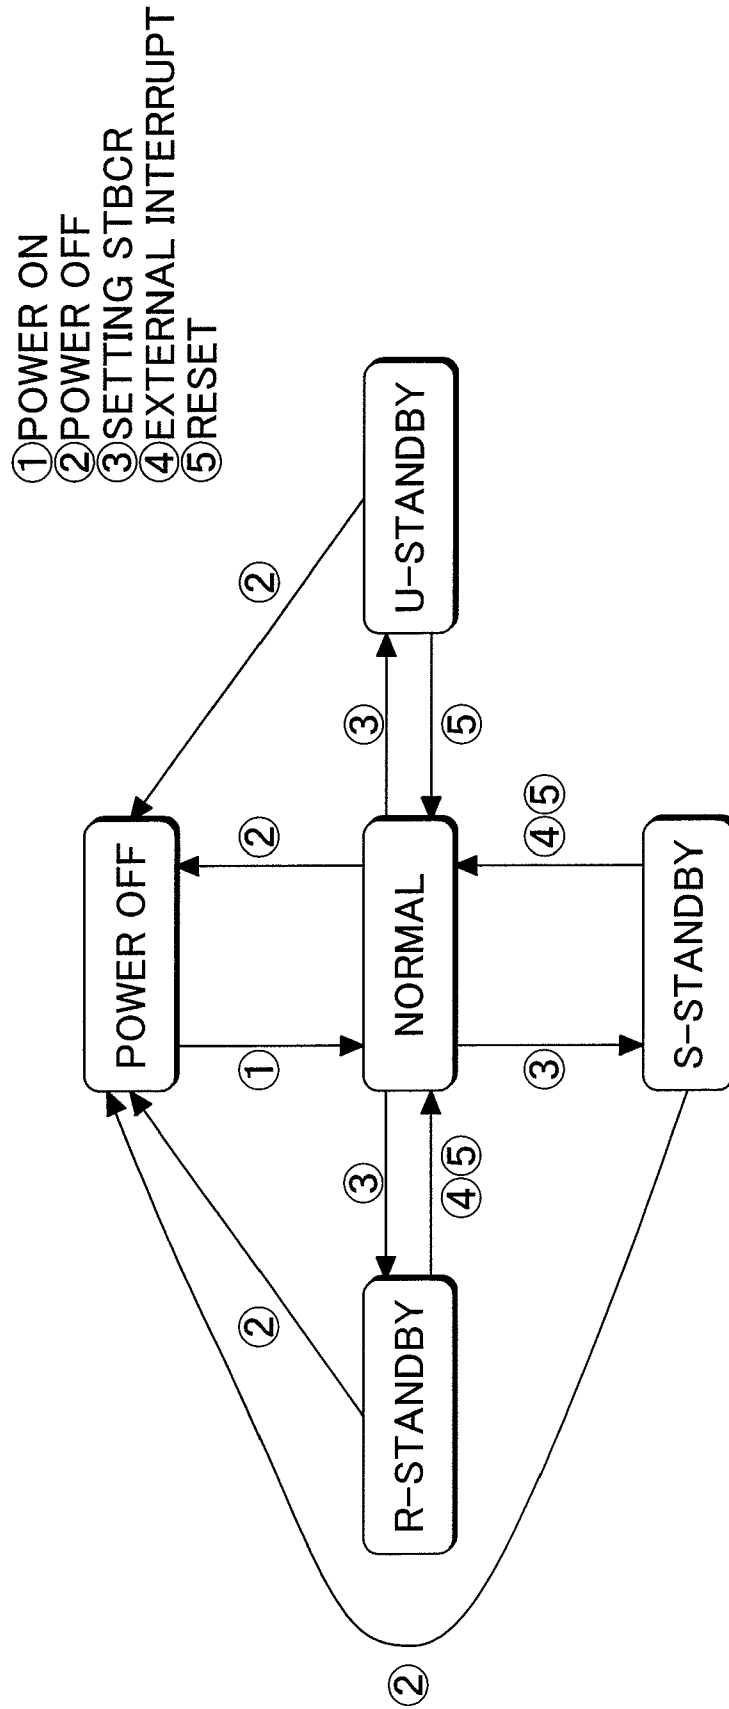 ①POWER ON
②POWER OFF
③SETTING STBCR
④EXTERNAL INTERRUPT
⑤RESET
POWER OFF
②
①
②
②
R-STANDBY
③
④⑤
NORMAL
③
⑤
U-STANDBY
②
③
④⑤
S-STANDBY